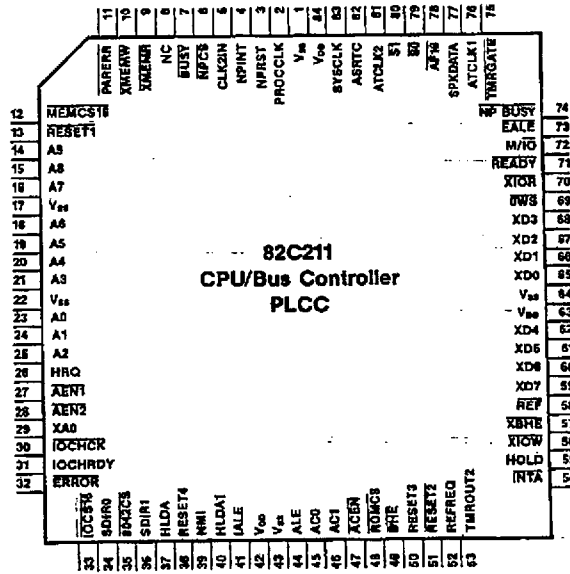 11 10 9 8 7 6 5 4 3 2 1 84 83 82 81 80 79 78 77 76 75
PARERR XMEMW XMEMR NC BUSY NPCS CLK2IN NPINT NPRST PROCCLK Vss VDD SYSCLK ASRTC ATCLK2 S1 S0 AF16 SPKDATA ATCLK1 TMRGATE
12 MEMCS16
13 RESET1
14 A9
15 A8
16 A7
17 Vss
18 A6
19 A5
20 A4
21 A3
22 Vss
23 A0
24 A1
25 A2
26 HRQ
27 AEN1
28 AEN2
29 XA0
30 IOCHCK
31 IOCHRDY
32 ERROR
82C211
CPU/Bus Controller
PLCC
NP BUSY 74
EALE 73
M/IO 72
READY 71
XIOR 70
0WS 69
XD3 68
XD2 67
XD1 66
XD0 65
Vss 64
VDD 63
XD4 62
XD5 61
XD6 60
XD7 59
REF 58
XBHE 57
XIOW 56
HOLD 55
INTA 54
IOCS16 SDIR0 8042CS SDIR1 HLDA RESET4 NMI HLDA1 IALE VDD Vss ALE AC0 AC1 ACEN ROMCS BHE RESET3 RESET2 REFREQ TMROUT2
33 34 35 36 37 38 39 40 41 42 43 44 45 46 47 48 49 50 51 52 53